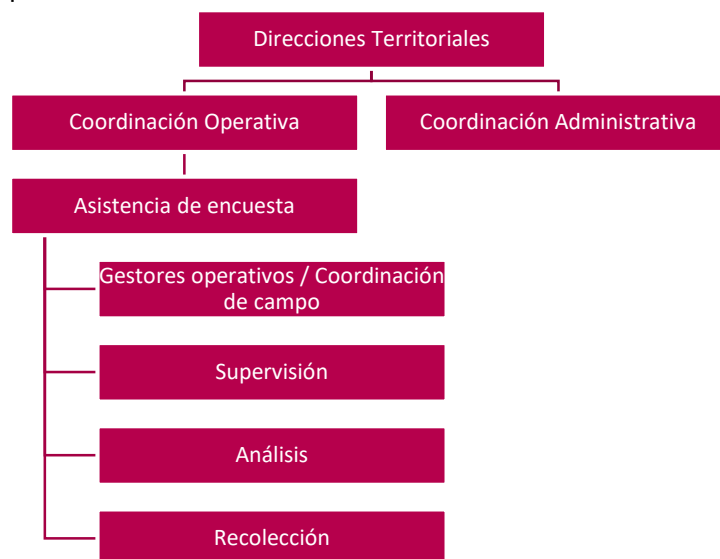 Direcciones Territoriales
Coordinación Operativa
Coordinación Administrativa
Asistencia de encuesta
Gestores operativos / Coordinación
de campo
Supervisión
Análisis
Recolección